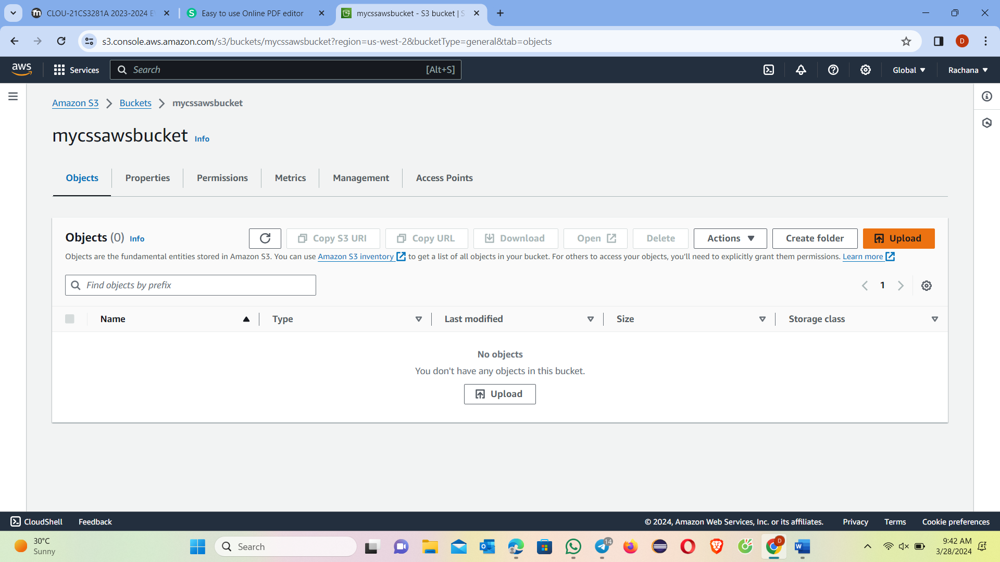 CLOU-21CS3281A 2023-2024 E
Easy to use Online PDF editor
mycssawsbucket - S3 bucket | S
s3.console.aws.amazon.com/s3/buckets/mycssawsbucket?region=us-west-2&bucketType=general&tab=objects
D
aws
Services
Search
[Alt+S]
Global
Rachana
Amazon S3
Buckets
mycssawsbucket
mycssawsbucket Info
Objects
Properties
Permissions
Metrics
Management
Access Points
Objects (0) Info
Copy S3 URI
Copy URL
Download
Open
Delete
Actions
Create folder
Upload
Objects are the fundamental entities stored in Amazon S3. You can use Amazon S3 inventory to get a list of all objects in your bucket. For others to access your objects, you'll need to explicitly grant them permissions. Learn more
Find objects by prefix
1
Name
Type
Last modified
Size
Storage class
No objects
You don't have any objects in this bucket.
Upload
CloudShell
Feedback
© 2024, Amazon Web Services, Inc. or its affiliates.
Privacy
Terms
Cookie preferences
30°C
Sunny
Search
14
D
9:42 AM
3/28/2024